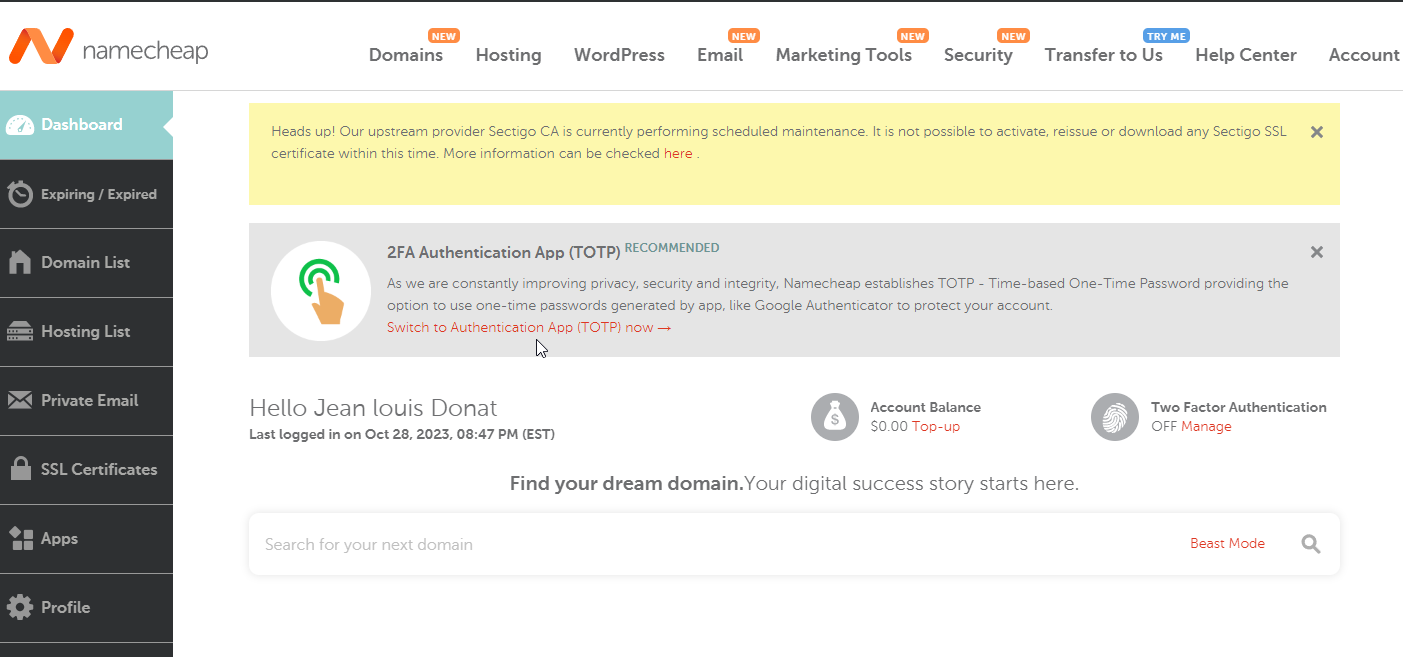 namecheap
NEW NEW NEW NEW TRY ME
Domains Hosting WordPress Email Marketing Tools Security Transfer to Us Help Center Account
Dashboard
Expiring / Expired
Domain List
Hosting List
Private Email
SSL Certificates
Apps
Profile
Heads up! Our upstream provider Sectigo CA is currently performing scheduled maintenance. It is not possible to activate, reissue or download any Sectigo SSL
certificate within this time. More information can be checked here .
2FA Authentication App (TOTP) RECOMMENDED
As we are constantly improving privacy, security and integrity, Namecheap establishes TOTP - Time-based One-Time Password providing the
option to use one-time passwords generated by app, like Google Authenticator to protect your account.
Switch to Authentication App (TOTP) now →
Hello Jean louis Donat
Last logged in on Oct 28, 2023, 08:47 PM (EST)
Account Balance
$0.00 Top-up
Two Factor Authentication
OFF Manage
Find your dream domain.Your digital success story starts here.
Search for your next domain Beast Mode